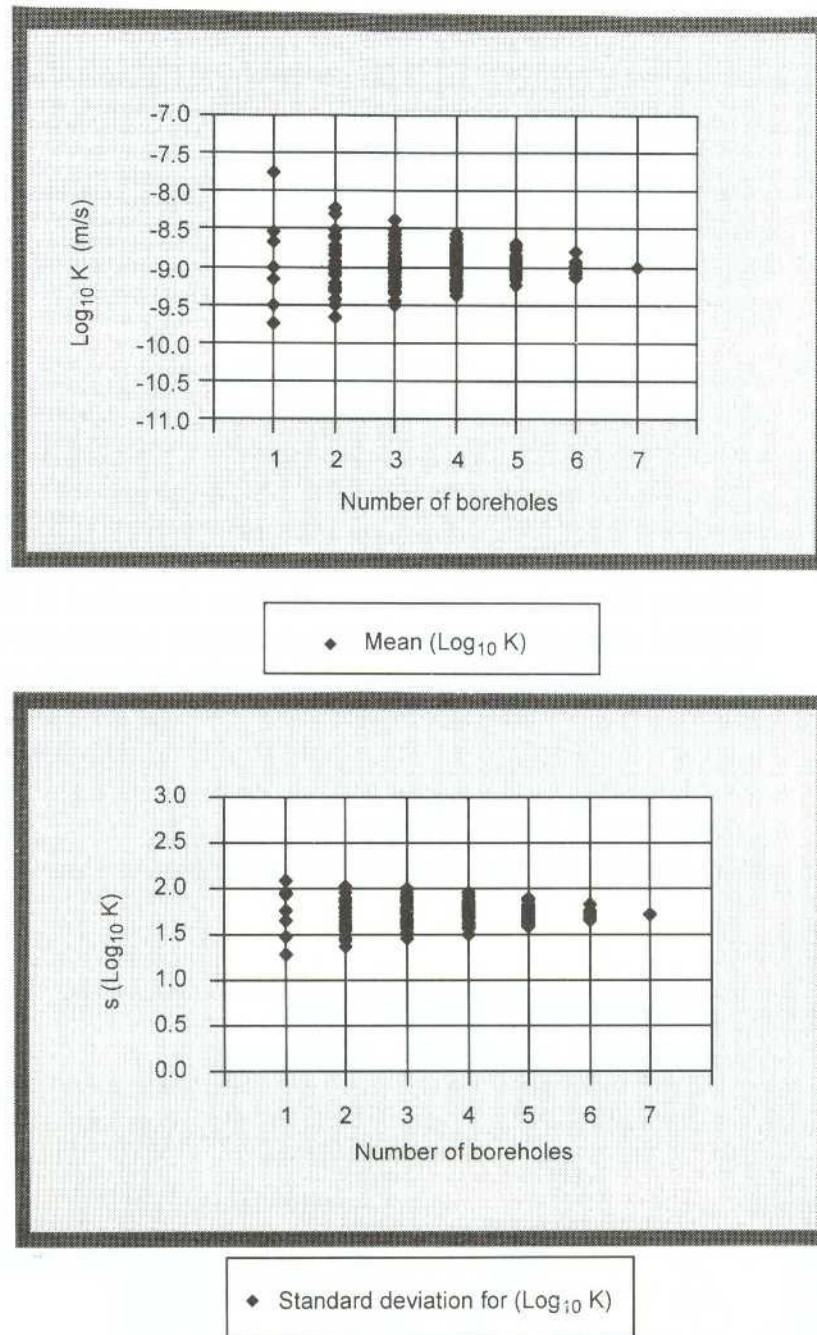 -7.0
-7.5
-8.0
-8.5
-9.0
-9.5
-10.0
-10.5
-11.0
Log10 K (m/s)
1 2 3 4 5 6 7
Number of boreholes
◆ Mean (Log10 K)
3.0
2.5
2.0
1.5
1.0
0.5
0.0
s (Log10 K)
1 2 3 4 5 6 7
Number of boreholes
◆ Standard deviation for (Log10 K)